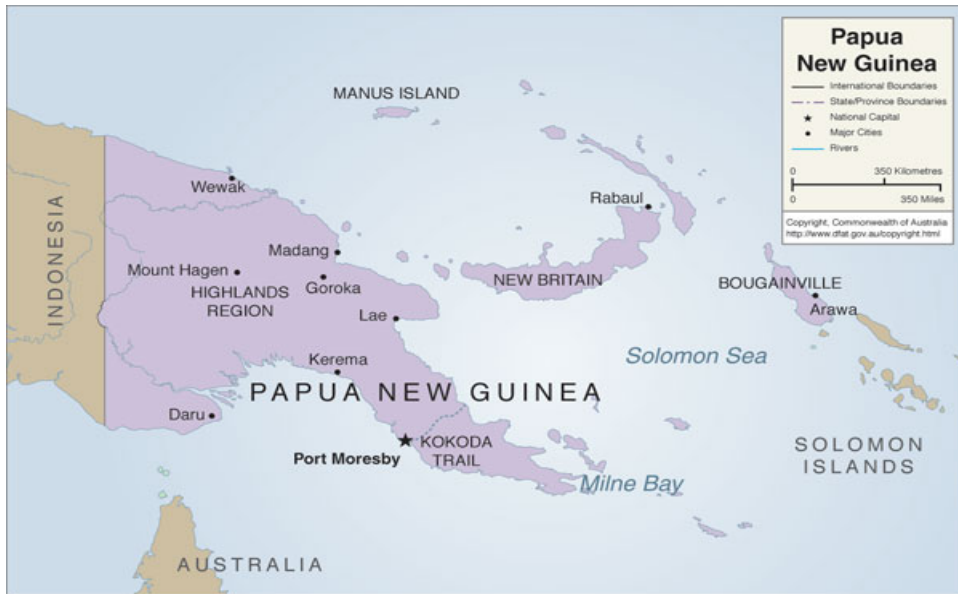 Papua
New Guinea
International Boundaries
State/Province Boundaries
National Capital
Major Cities
Rivers
0 350 Kilometres
0 350 Miles
Copyright, Commonwealth of Australia
http://www.dfat.gov.au/copyright.html
MANUS ISLAND
Wewak
Rabaul
INDONESIA
Madang
Mount Hagen
Goroka
HIGHLANDS
REGION
NEW BRITAIN
BOUGAINVILLE
Arawa
Lae
Solomon Sea
Kerema
PAPUA NEW GUINEA
Daru
KOKODA
TRAIL
Port Moresby
SOLOMON
ISLANDS
Milne Bay
AUSTRALIA